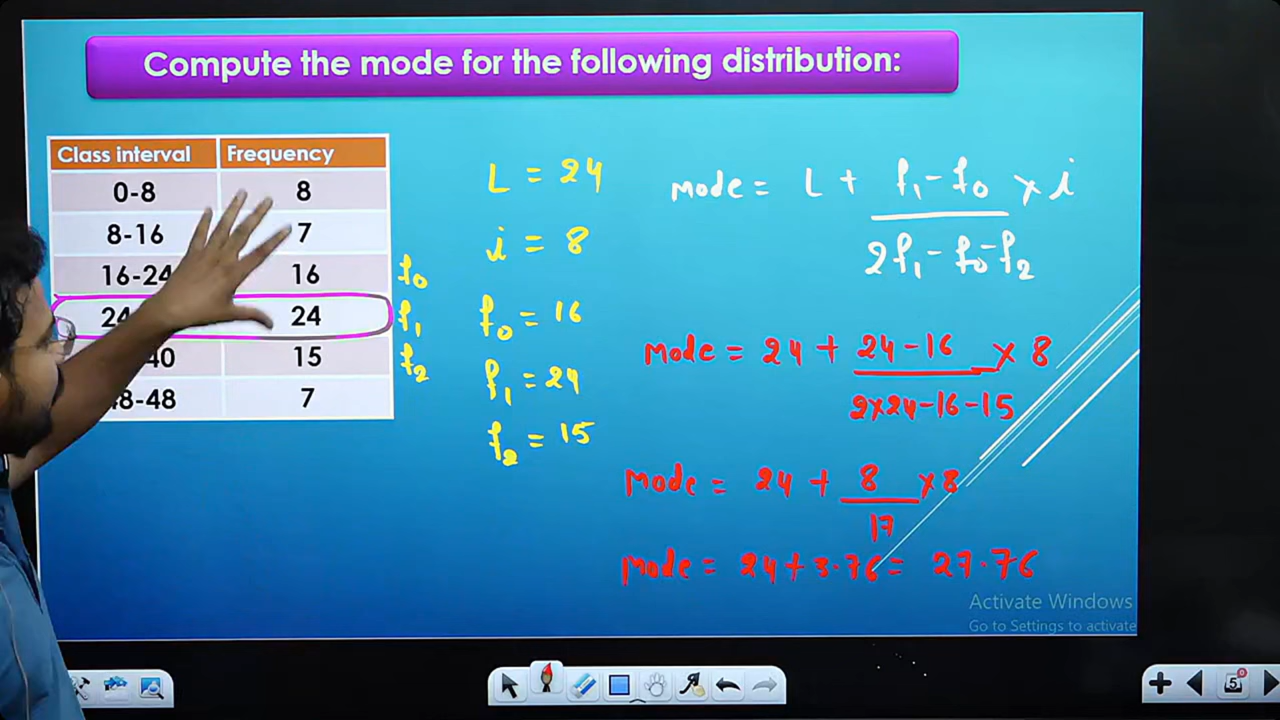 Compute the mode for the following distribution:
Class interval Frequency
0-8 8
8-16 7
16-24 16 f₀
24 24 f₁
40 15 f₂
48-48 7
L = 24
i = 8
f₀ = 16
f₁ = 24
f₂ = 15
mode = L + f₁ - f₀ × i
2f₁ - f₀ - f₂
mode = 24 + 24-16 × 8
2×24-16-15
mode = 24 + 8 × 8
17
mode = 24 + 3.76 = 27.76
Activate Windows
Go to Settings to activate
5